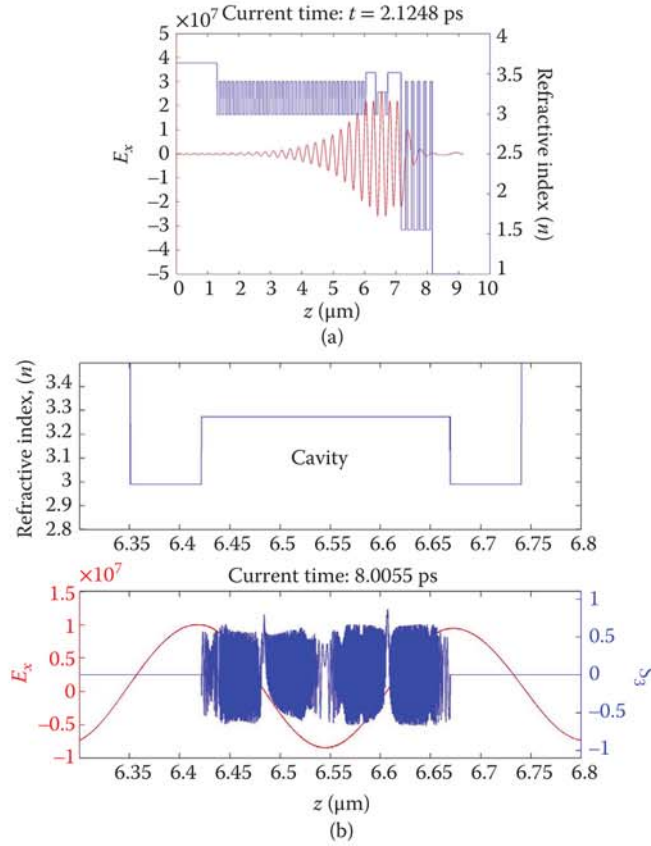 Current time: t = 2.1248 ps
×10⁷
5
4
3
2
1
0
−1
−2
−3
−4
−5
E_x
4
3.5
3
2.5
2
1.5
1
Refractive index (n)
0 1 2 3 4 5 6 7 8 9 10
z (μm)
(a)
Refractive index, (n)
3.4
3.3
3.2
3.1
3
2.9
2.8
Cavity
6.35 6.4 6.45 6.5 6.55 6.6 6.65 6.7 6.75 6.8
Current time: 8.0055 ps
×10⁷
1.5
1
0.5
0
−0.5
−1
E_x
1
0.5
0
−0.5
−1
S₃
6.35 6.4 6.45 6.5 6.55 6.6 6.65 6.7 6.75 6.8
z (μm)
(b)